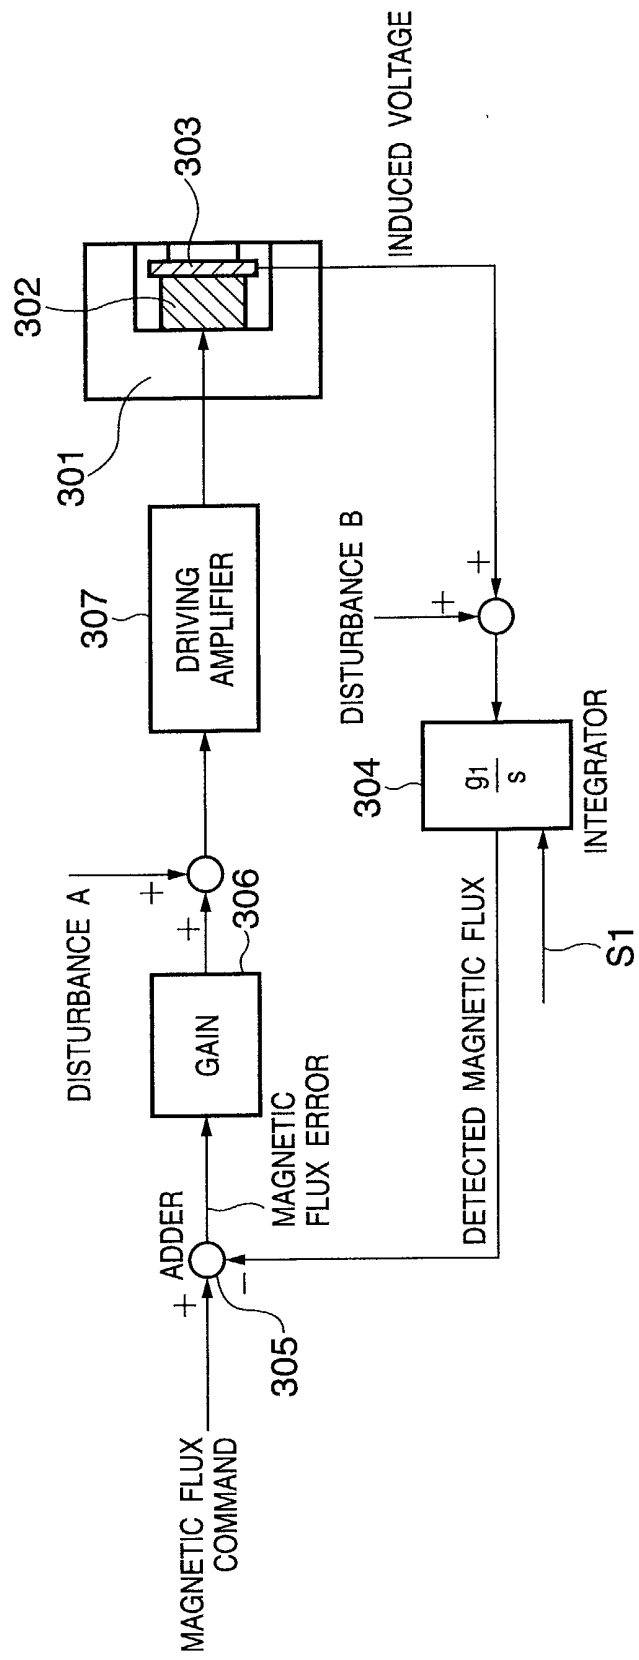 MAGNETIC FLUX
COMMAND
+
−
305
ADDER
MAGNETIC
FLUX ERROR
GAIN
306
DISTURBANCE A
+
+
DRIVING
AMPLIFIER
307
301
302
303
INDUCED VOLTAGE
DISTURBANCE B
+
+
304
g1
s
INTEGRATOR
S1
DETECTED MAGNETIC FLUX